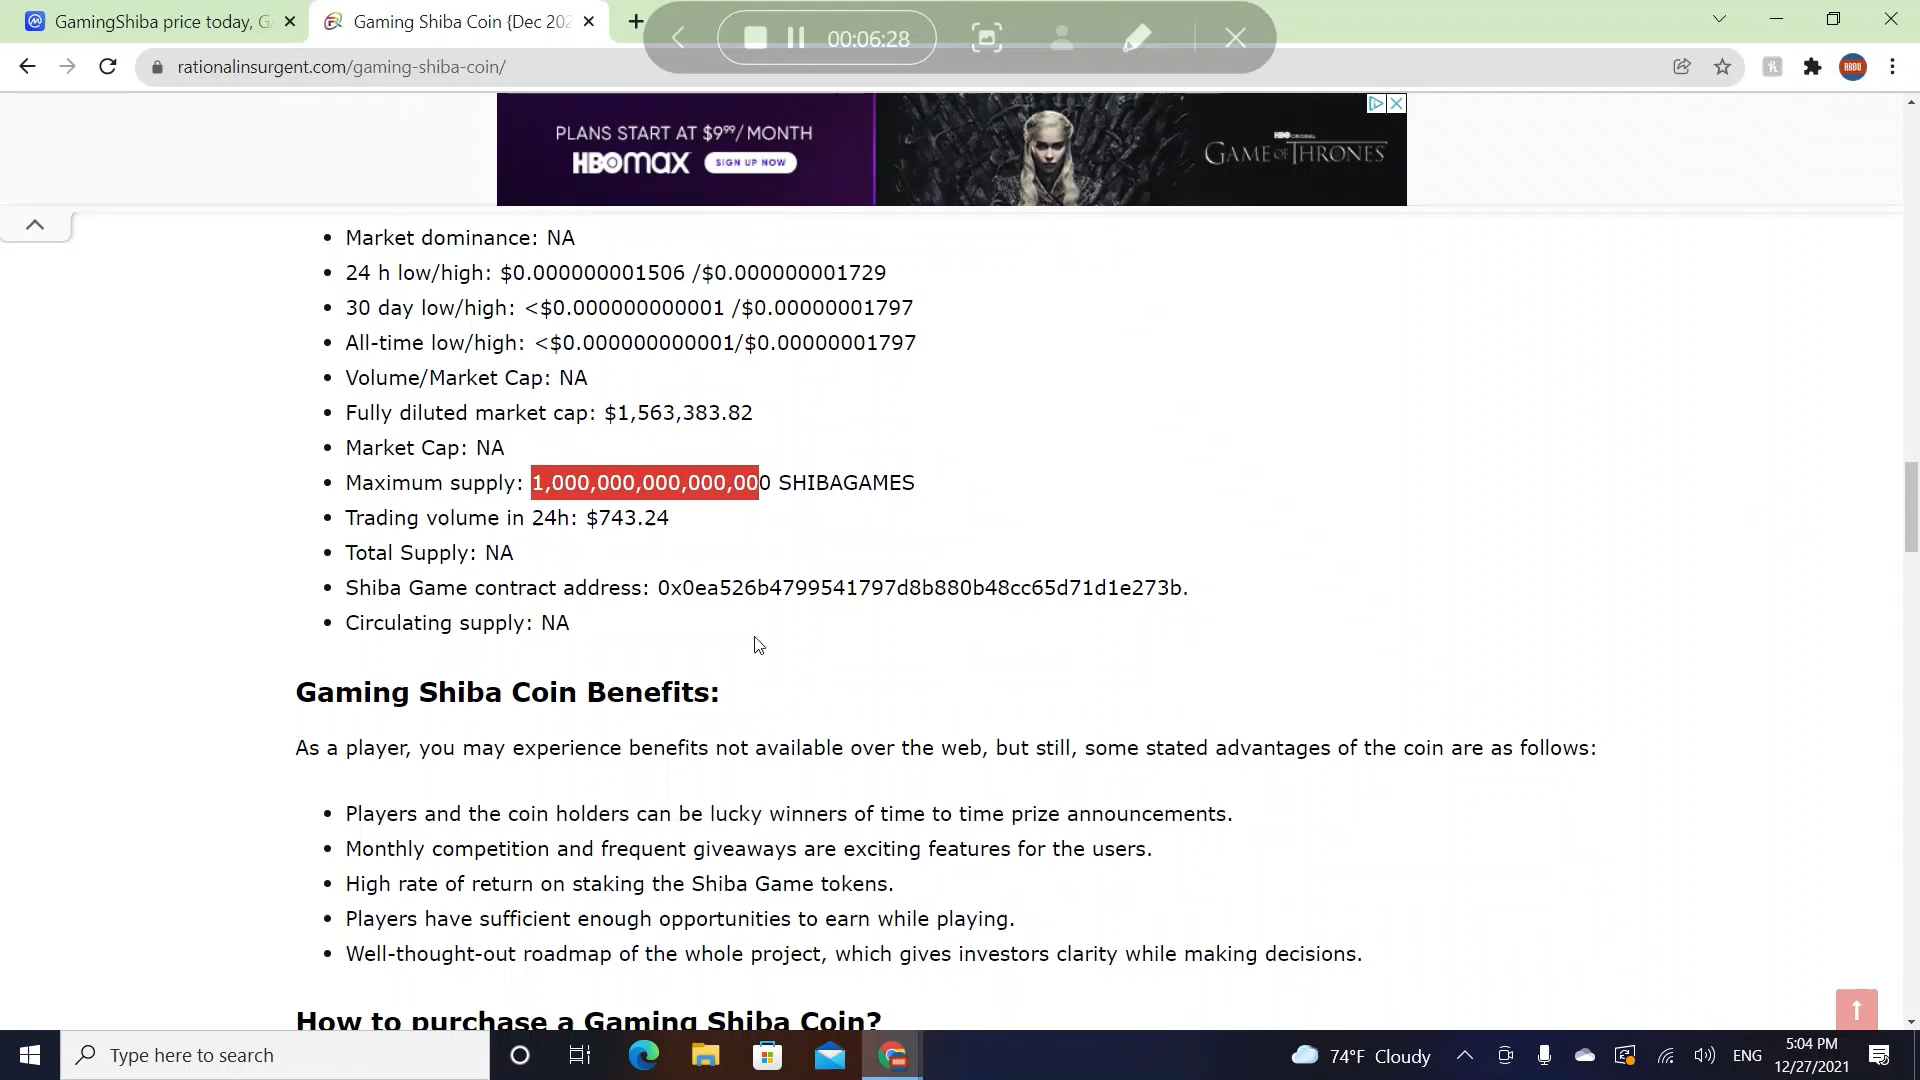 GamingShiba price today, G
Gaming Shiba Coin {Dec 202
00:06:28
rationalinsurgent.com/gaming-shiba-coin/
ABDU
PLANS START AT $9⁹⁹/MONTH
HBOMAX SIGN UP NOW
HBO ORIGINAL
GAME OF THRONES
• Market dominance: NA
• 24 h low/high: $0.000000001506 /$0.000000001729
• 30 day low/high: <$0.000000000001 /$0.00000001797
• All-time low/high: <$0.000000000001/$0.00000001797
• Volume/Market Cap: NA
• Fully diluted market cap: $1,563,383.82
• Market Cap: NA
• Maximum supply: 1,000,000,000,000,000 SHIBAGAMES
• Trading volume in 24h: $743.24
• Total Supply: NA
• Shiba Game contract address: 0x0ea526b4799541797d8b880b48cc65d71d1e273b.
• Circulating supply: NA
Gaming Shiba Coin Benefits:
As a player, you may experience benefits not available over the web, but still, some stated advantages of the coin are as follows:
• Players and the coin holders can be lucky winners of time to time prize announcements.
• Monthly competition and frequent giveaways are exciting features for the users.
• High rate of return on staking the Shiba Game tokens.
• Players have sufficient enough opportunities to earn while playing.
• Well-thought-out roadmap of the whole project, which gives investors clarity while making decisions.
How to purchase a Gaming Shiba Coin?
Type here to search
74°F Cloudy
ENG
5:04 PM
12/27/2021